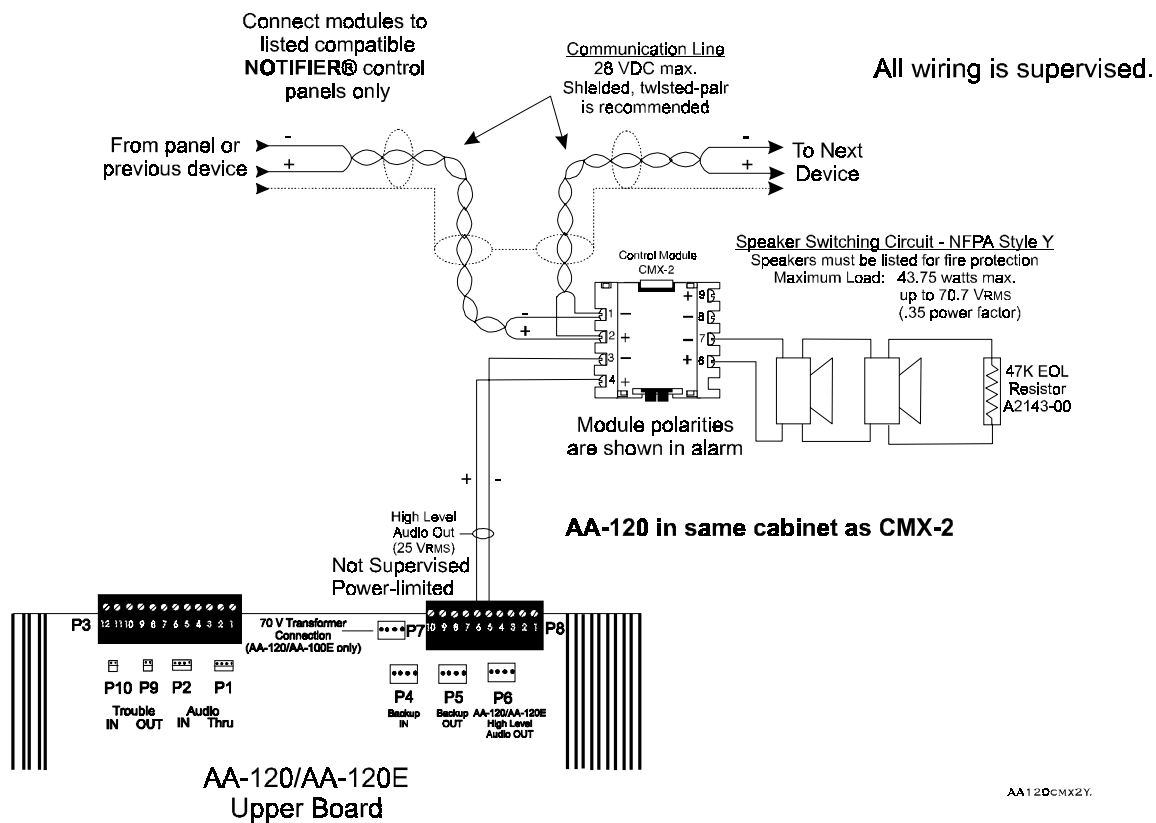 Connect modules to
listed compatible
NOTIFIER® control
panels only
Communication Line
28 VDC max.
Shielded, twisted-pair
is recommended
All wiring is supervised.
From panel or
previous device
-
+
-
+
To Next
Device
Speaker Switching Circuit - NFPA Style Y
Speakers must be listed for fire protection
Maximum Load: 43.75 watts max.
up to 70.7 VRMS
(.35 power factor)
Control Module
CMX-2
-
+
1 −
2 +
3 −
4 +
+ 9
− 8
− 7
+ 6
47K EOL
Resistor
A2143-00
Module polarities
are shown in alarm
+ -
High Level
Audio Out
(25 VRMS)
AA-120 in same cabinet as CMX-2
Not Supervised
Power-limited
P3
12 11 10 9 8 7 6 5 4 3 2 1
70 V Transformer
Connection
(AA-120/AA-100E only)
P7
10 9 8 7 6 5 4 3 2 1
P8
P10 P9 P2 P1
Trouble
IN OUT
Audio
IN Thru
P4
Backup
IN
P5
Backup
OUT
P6
AA-120/AA-120E
High Level
Audio OUT
AA-120/AA-120E
Upper Board
AA120CMX2Y.